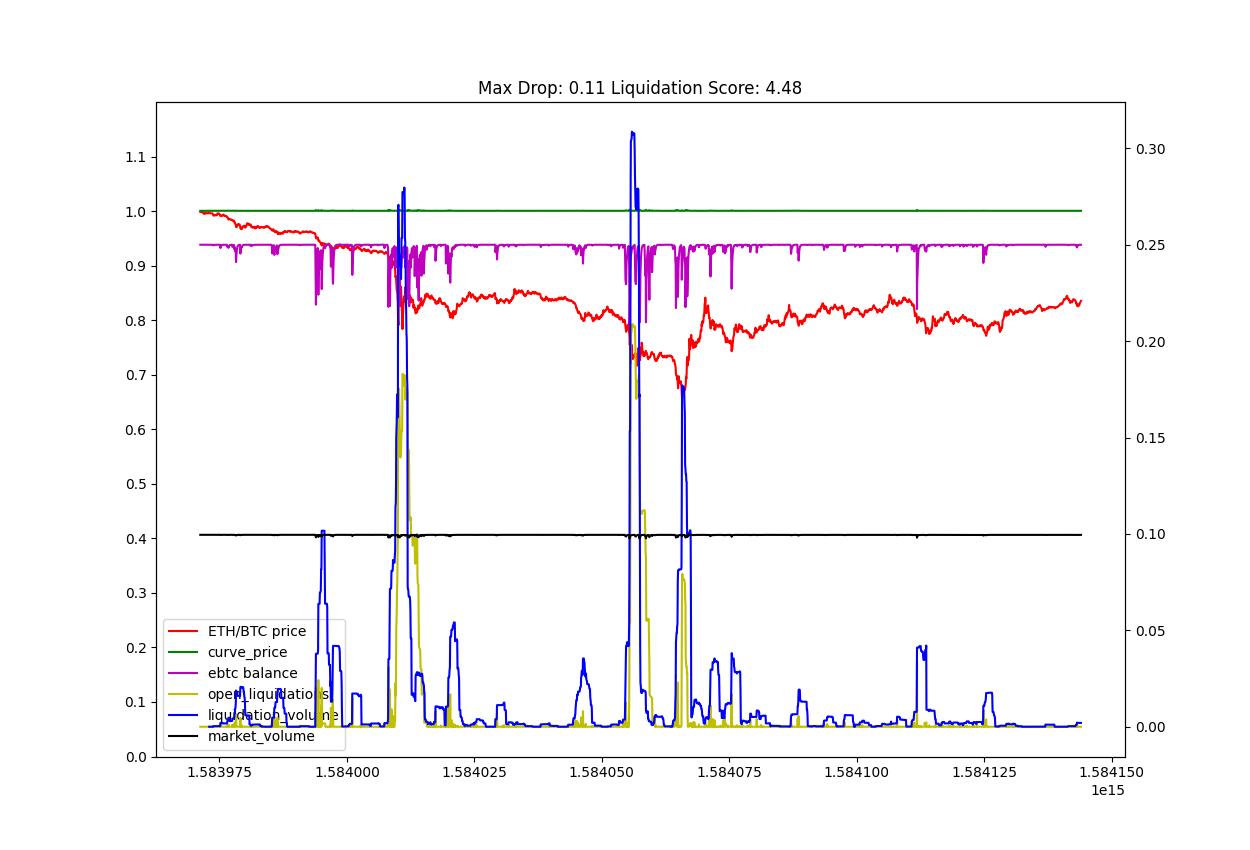 Max Drop: 0.11 Liquidation Score: 4.48
1.1
1.0
0.9
0.8
0.7
0.6
0.5
0.4
0.3
0.2
0.1
0.0
0.30
0.25
0.20
0.15
0.10
0.05
0.00
ETH/BTC price
curve_price
ebtc balance
open_liquidations
liquidation_volume
market_volume
1.583975 1.584000 1.584025 1.584050 1.584075 1.584100 1.584125 1.584150
1e15